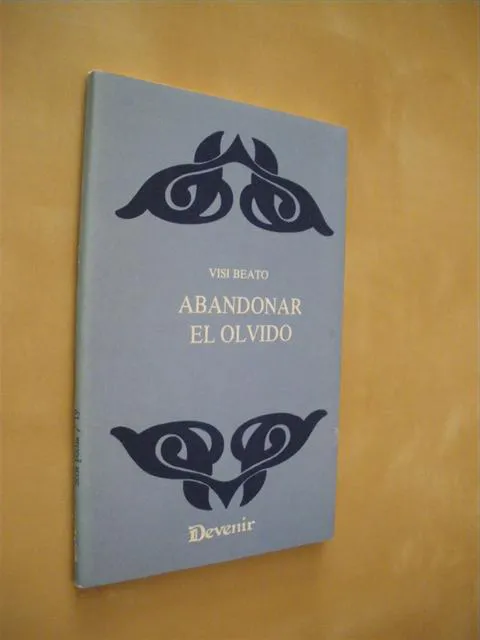 VISI BEATO
ABANDONAR
EL OLVIDO
Devenir